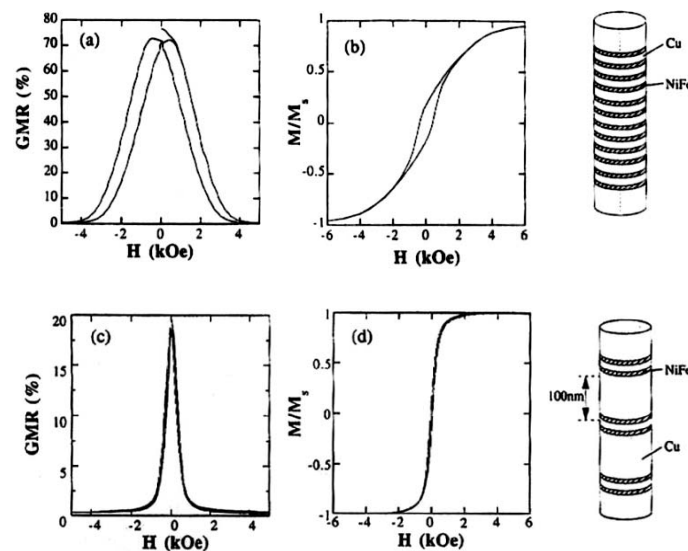 80
70
60
50
40
30
20
10
0
GMR (%)
(a)
-4 -2 0 2 4
H (kOe)
1
0.5
0
-0.5
-1
M/Ms
(b)
-6 -4 -2 0 2 4 6
H (kOe)
Cu
NiFe
20
15
10
5
0
GMR (%)
(c)
-4 -2 0 2 4
H (kOe)
1
0
-0.5
-1
M/Ms
(d)
-6 -4 -2 0 2 4 6
H (kOe)
NiFe
100nm
Cu